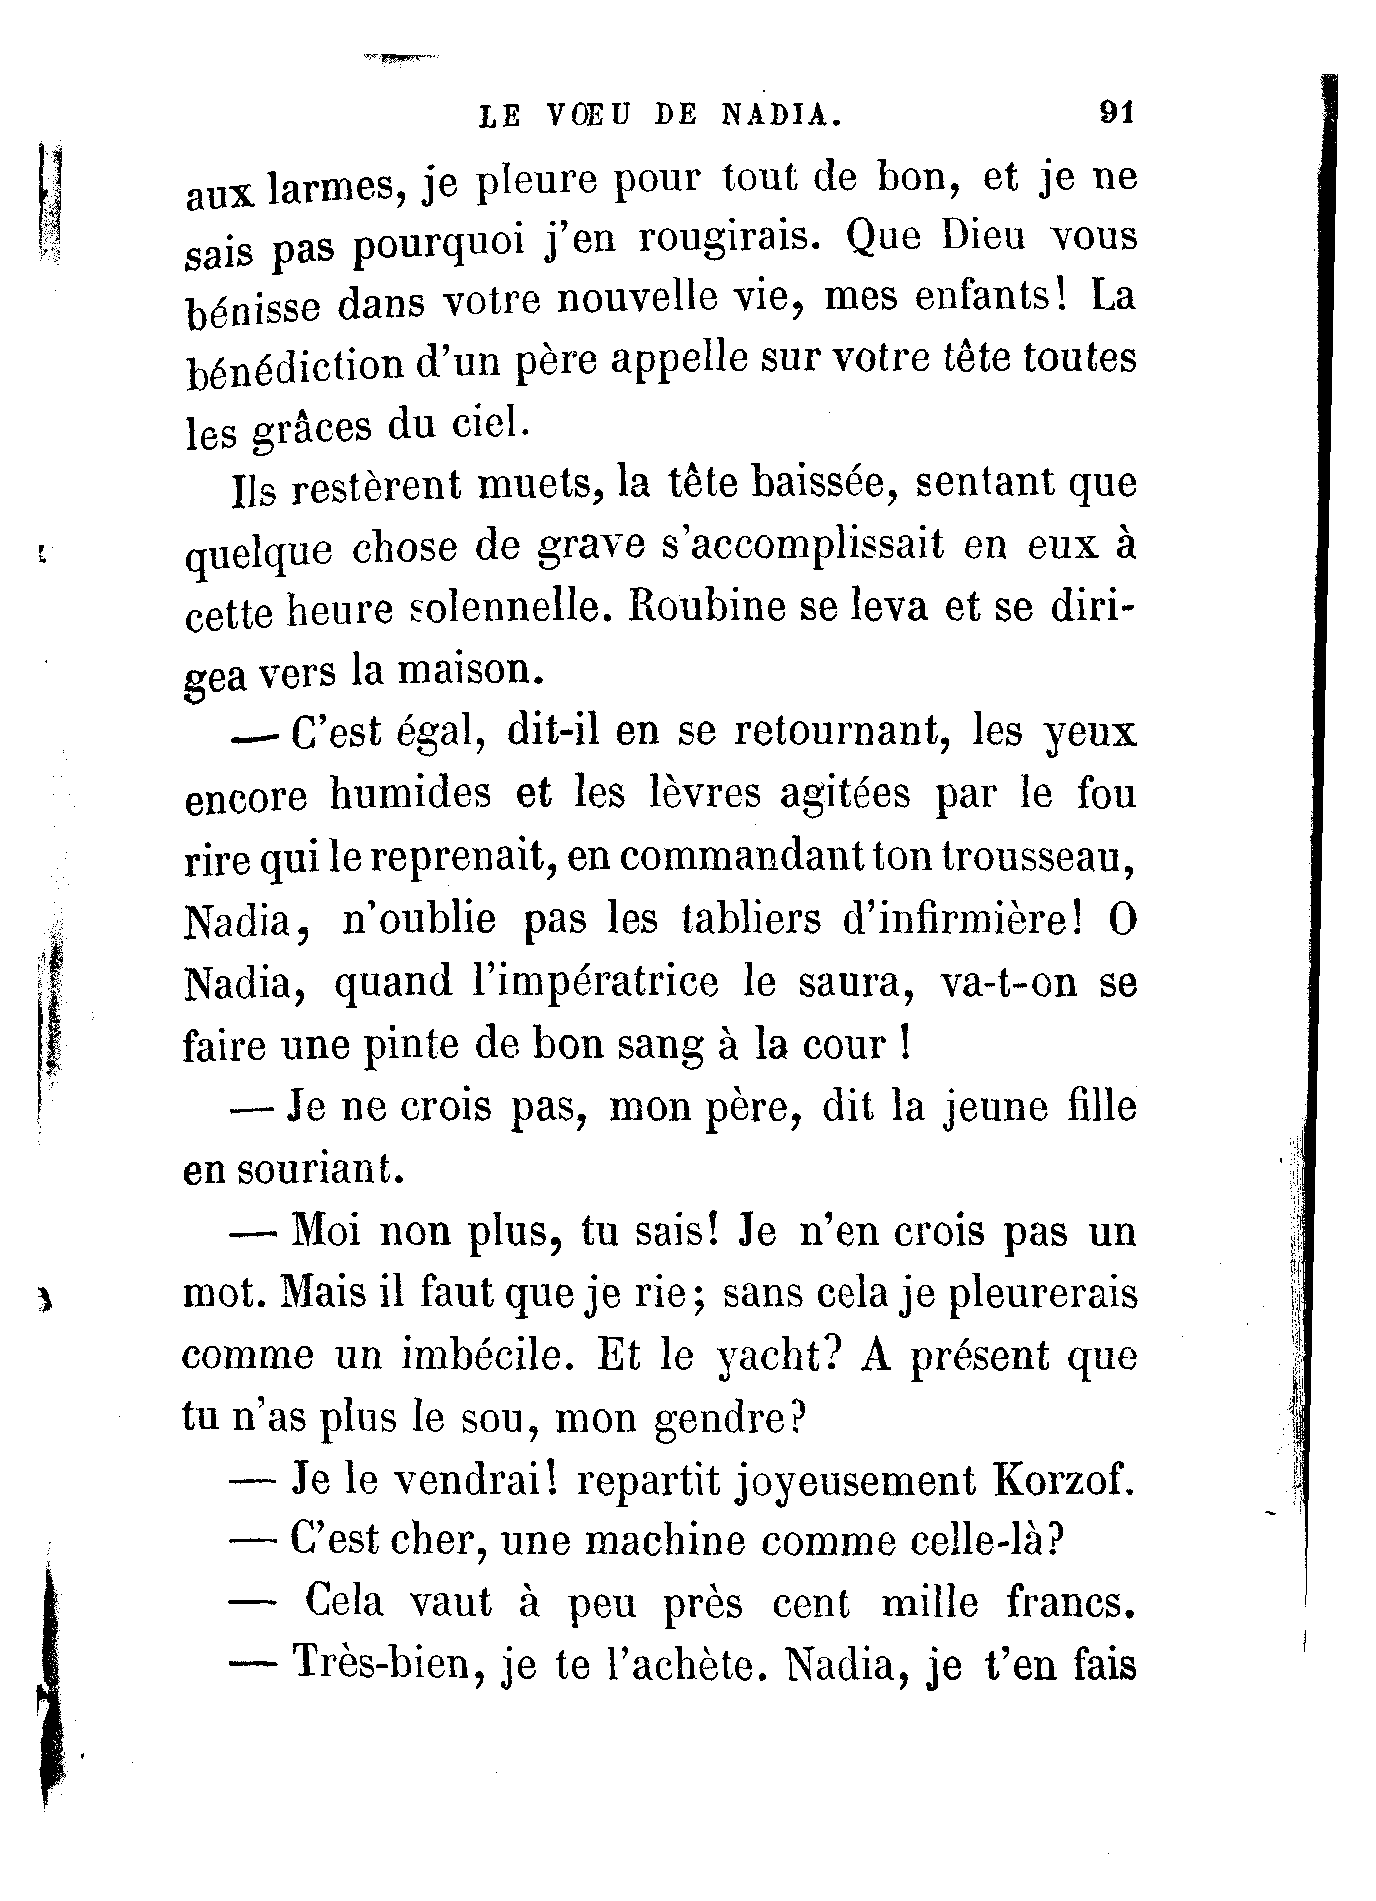 LE VŒU DE NADIA. 91
aux larmes, je pleure pour tout de bon, et je ne
sais pas pourquoi j'en rougirais. Que Dieu vous
bénisse dans votre nouvelle vie, mes enfants! La
bénédiction d'un père appelle sur votre tête toutes
les grâces du ciel.
Ils restèrent muets, la tête baissée, sentant que
quelque chose de grave s'accomplissait en eux à
cette heure solennelle. Roubine se leva et se diri-
gea vers la maison.
— C'est égal, dit-il en se retournant, les yeux
encore humides et les lèvres agitées par le fou
rire qui le reprenait, en commandant ton trousseau,
Nadia, n'oublie pas les tabliers d'infirmière! O
Nadia, quand l'impératrice le saura, va-t-on se
faire une pinte de bon sang à la cour !
— Je ne crois pas, mon père, dit la jeune fille
en souriant.
— Moi non plus, tu sais! Je n'en crois pas un
mot. Mais il faut que je rie; sans cela je pleurerais
comme un imbécile. Et le yacht? A présent que
tu n'as plus le sou, mon gendre?
— Je le vendrai! repartit joyeusement Korzof.
— C'est cher, une machine comme celle-là?
— Cela vaut à peu près cent mille francs.
— Très-bien, je te l'achète. Nadia, je t'en fais